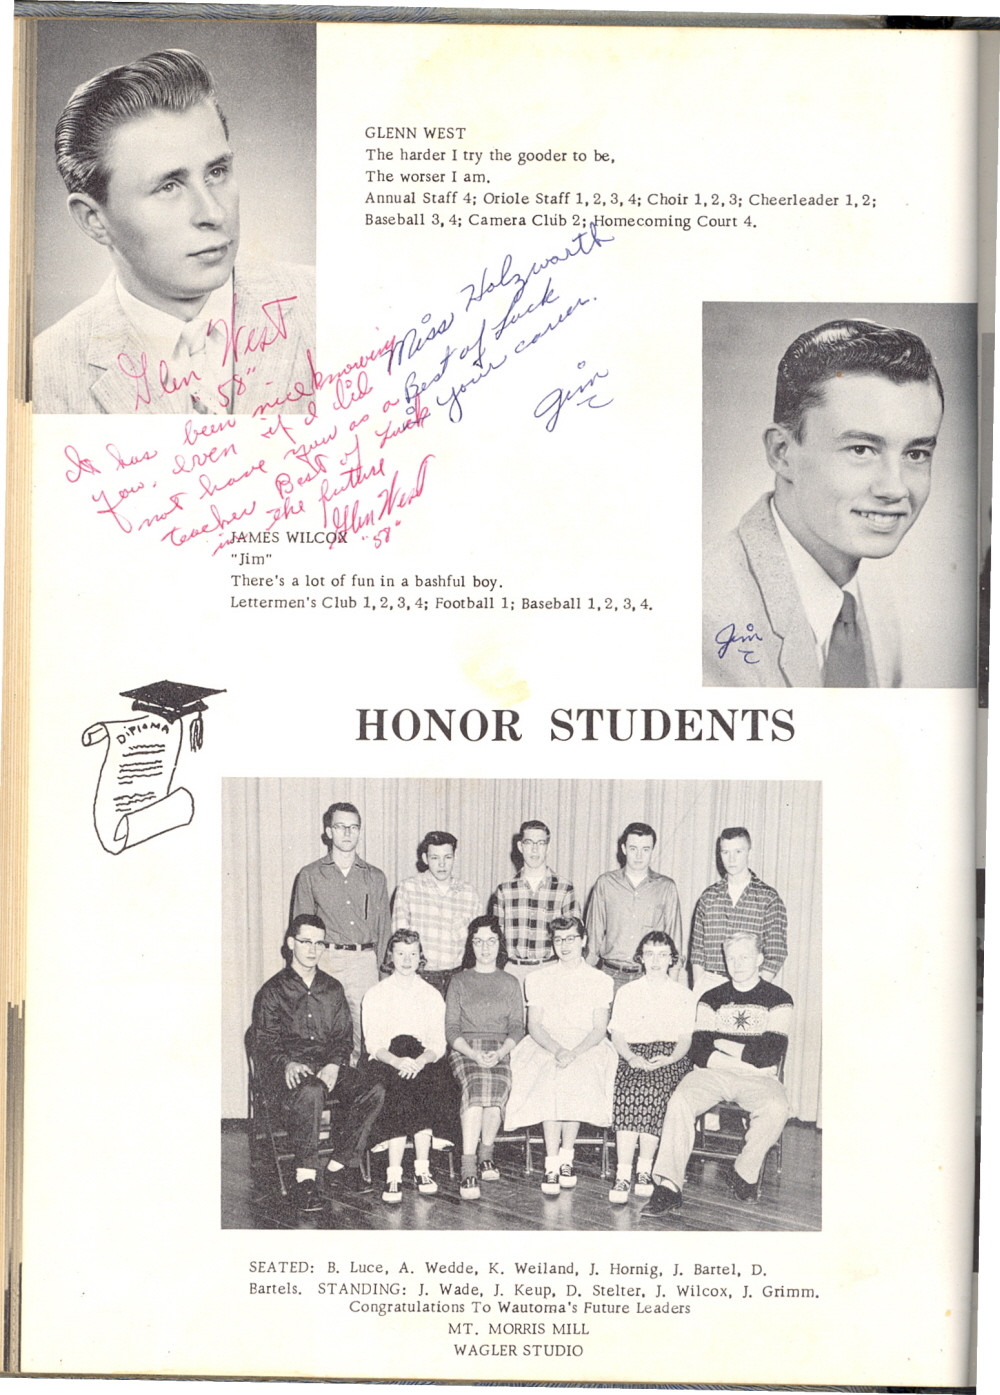 GLENN WEST
The harder I try the gooder to be,
The worser I am.
Annual Staff 4; Oriole Staff 1, 2, 3, 4; Choir 1, 2, 3; Cheerleader 1, 2;
Baseball 3, 4; Camera Club 2; Homecoming Court 4.
Glen West
"58"
It has been nice knowing
you, even if I did
not have you as a
teacher Best of Luck
in the future
Glen West
"58"
Miss Holzwarth
Best of Luck
in your career.
Jim
JAMES WILCOX
"Jim"
There's a lot of fun in a bashful boy.
Lettermen's Club 1, 2, 3, 4; Football 1; Baseball 1, 2, 3, 4.
Jim
DIPLOMA
HONOR STUDENTS
SEATED: B. Luce, A. Wedde, K. Weiland, J. Hornig, J. Bartel, D.
Bartels. STANDING: J. Wade, J. Keup, D. Stelter, J. Wilcox, J. Grimm.
Congratulations To Wautoma's Future Leaders
MT. MORRIS MILL
WAGLER STUDIO